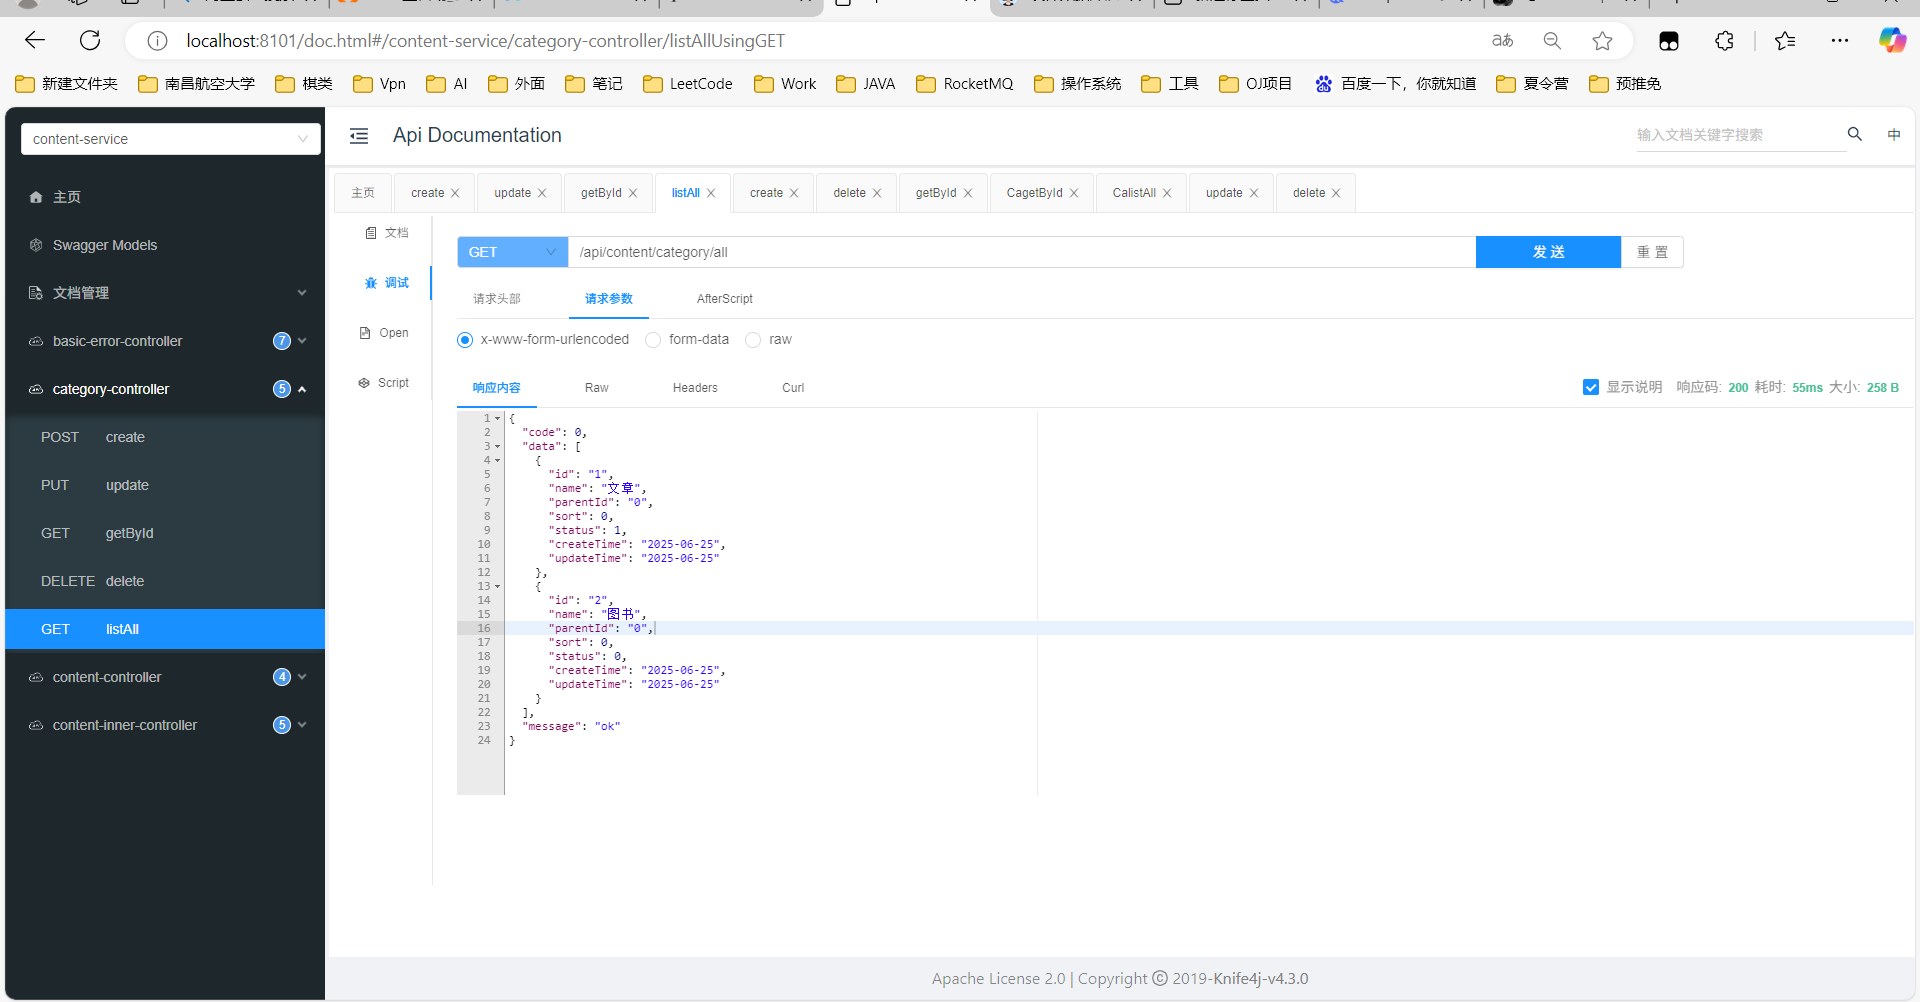 localhost:8101/doc.html#/content-service/category-controller/listAllUsingGET
新建文件夹 南昌航空大学 棋类 Vpn AI 外面 笔记 LeetCode Work JAVA RocketMQ 操作系统 工具 OJ项目 百度一下，你就知道 夏令营 预推免
content-service
Api Documentation
输入文档关键字搜索
中
主页
Swagger Models
文档管理
basic-error-controller 7
category-controller 5
POST create
PUT update
GET getById
DELETE delete
GET listAll
content-controller 4
content-inner-controller 5
主页 create update getById listAll create delete getById CagetById CalistAll update delete
文档
调试
Open
Script
GET /api/content/category/all 发 送 重 置
请求头部 请求参数 AfterScript
x-www-form-urlencoded form-data raw
响应内容 Raw Headers Curl
显示说明 响应码: 200 耗时: 55ms 大小: 258 B
1 {
2 "code": 0,
3 "data": [
4 {
5 "id": "1",
6 "name": "文章",
7 "parentId": "0",
8 "sort": 0,
9 "status": 1,
10 "createTime": "2025-06-25",
11 "updateTime": "2025-06-25"
12 },
13 {
14 "id": "2",
15 "name": "图书",
16 "parentId": "0",
17 "sort": 0,
18 "status": 0,
19 "createTime": "2025-06-25",
20 "updateTime": "2025-06-25"
21 }
22 ],
23 "message": "ok"
24 }
Apache License 2.0 | Copyright © 2019-Knife4j-v4.3.0